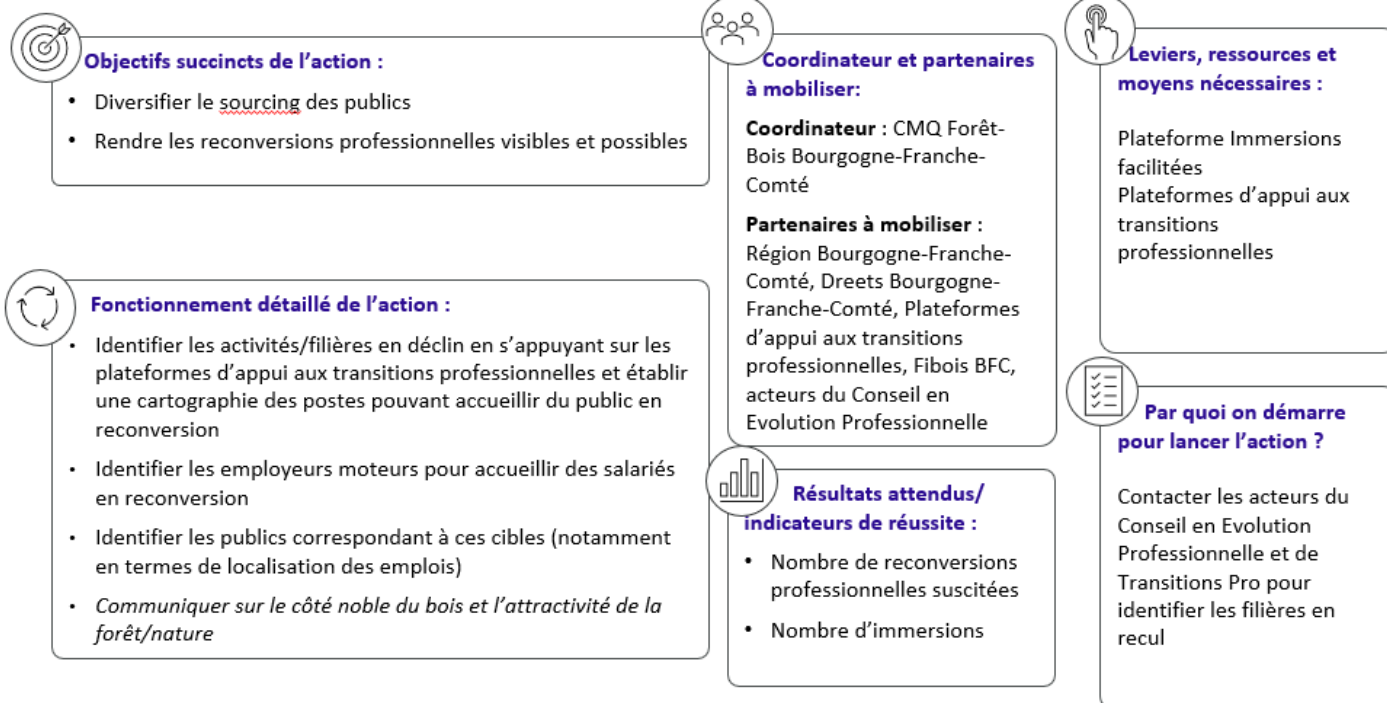 Objectifs succincts de l’action :
• Diversifier le sourcing des publics
• Rendre les reconversions professionnelles visibles et possibles
Fonctionnement détaillé de l’action :
• Identifier les activités/filières en déclin en s’appuyant sur les
plateformes d’appui aux transitions professionnelles et établir
une cartographie des postes pouvant accueillir du public en
reconversion
• Identifier les employeurs moteurs pour accueillir des salariés
en reconversion
• Identifier les publics correspondant à ces cibles (notamment
en termes de localisation des emplois)
• Communiquer sur le côté noble du bois et l’attractivité de la
forêt/nature
Coordinateur et partenaires
à mobiliser:
Coordinateur : CMQ Forêt-
Bois Bourgogne-Franche-
Comté
Partenaires à mobiliser :
Région Bourgogne-Franche-
Comté, Dreets Bourgogne-
Franche-Comté, Plateformes
d’appui aux transitions
professionnelles, Fibois BFC,
acteurs du Conseil en
Evolution Professionnelle
Résultats attendus/
indicateurs de réussite :
• Nombre de reconversions
professionnelles suscitées
• Nombre d’immersions
Leviers, ressources et
moyens nécessaires :
Plateforme Immersions
facilitées
Plateformes d’appui aux
transitions
professionnelles
Par quoi on démarre
pour lancer l’action ?
Contacter les acteurs du
Conseil en Evolution
Professionnelle et de
Transitions Pro pour
identifier les filières en
recul